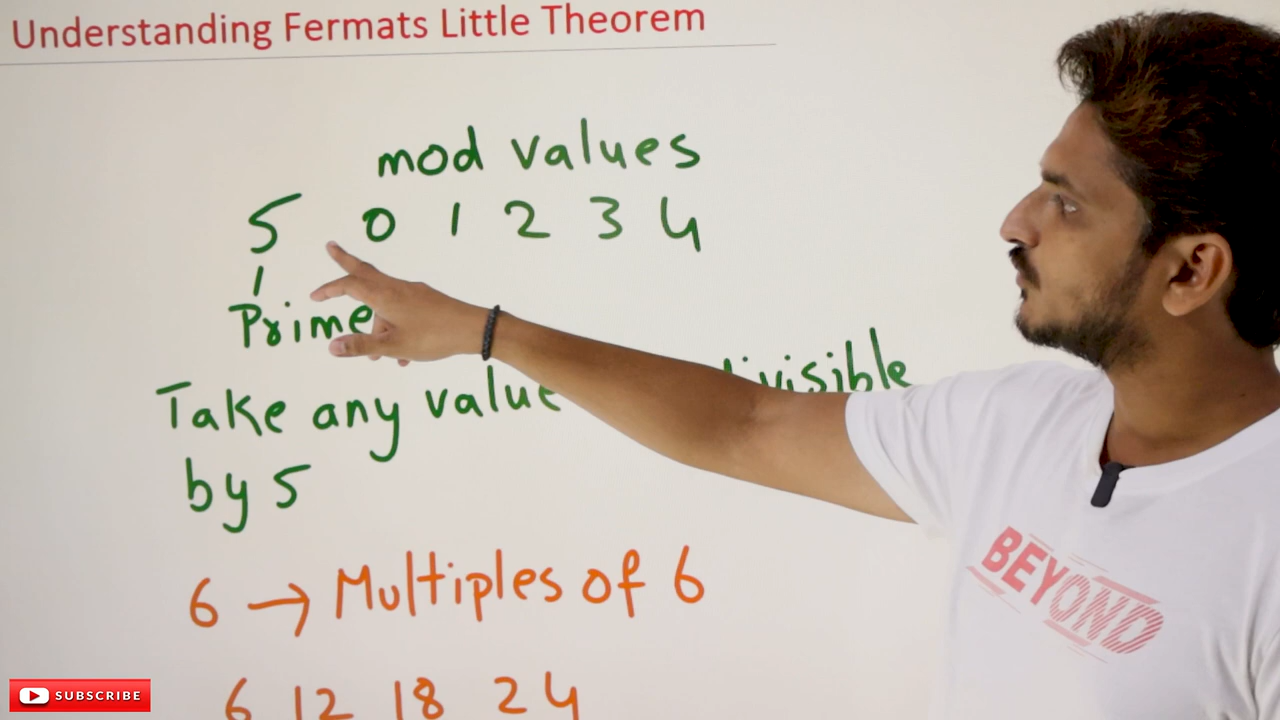 Understanding Fermats Little Theorem
mod values
5 0 1 2 3 4
Prime
Take any value divisible
by 5
6 → Multiples of 6
6 12 18 24
BEYOND
SUBSCRIBE